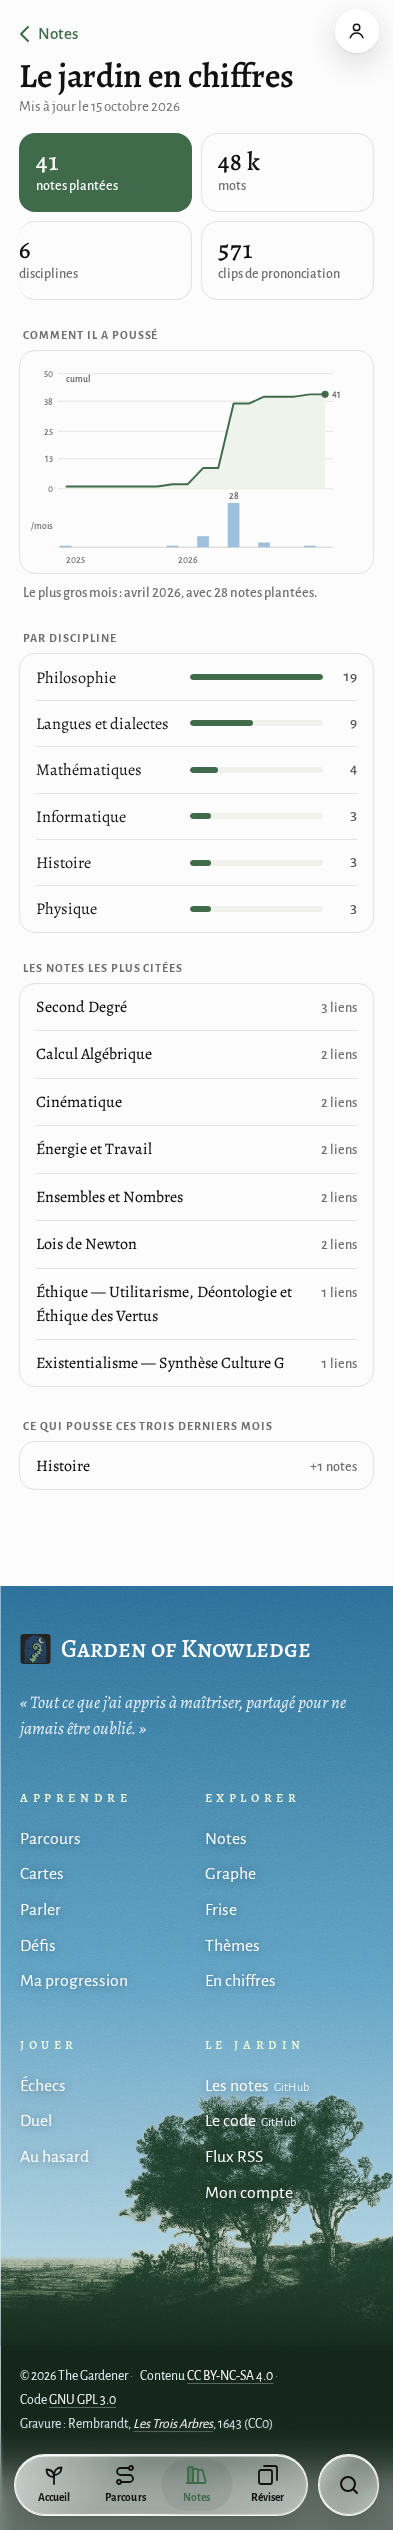 Notes
Le jardin en chiffres
Mis à jour le 15 octobre 2026
41
notes plantées
48 k
mots
6
disciplines
571
clips de prononciation
COMMENT IL A POUSSÉ
50
cumul
38
25
13
0
41
28
/mois
2025
2026
Le plus gros mois : avril 2026, avec 28 notes plantées.
PAR DISCIPLINE
Philosophie 19
Langues et dialectes 9
Mathématiques 4
Informatique 3
Histoire 3
Physique 3
LES NOTES LES PLUS CITÉES
Second Degré 3 liens
Calcul Algébrique 2 liens
Cinématique 2 liens
Énergie et Travail 2 liens
Ensembles et Nombres 2 liens
Lois de Newton 2 liens
Éthique — Utilitarisme, Déontologie et 1 liens
Éthique des Vertus
Existentialisme — Synthèse Culture G 1 liens
CE QUI POUSSE CES TROIS DERNIERS MOIS
Histoire +1 notes
Garden of Knowledge
« Tout ce que j'ai appris à maîtriser, partagé pour ne
jamais être oublié. »
APPRENDRE
Parcours
Cartes
Parler
Défis
Ma progression
EXPLORER
Notes
Graphe
Frise
Thèmes
En chiffres
JOUER
Échecs
Duel
Au hasard
LE JARDIN
Les notes GitHub
Le code GitHub
Flux RSS
Mon compte
© 2026 The Gardener · Contenu CC BY-NC-SA 4.0 ·
Code GNU GPL 3.0
Gravure : Rembrandt, Les Trois Arbres, 1643 (CC0)
Accueil
Parcours
Notes
Réviser